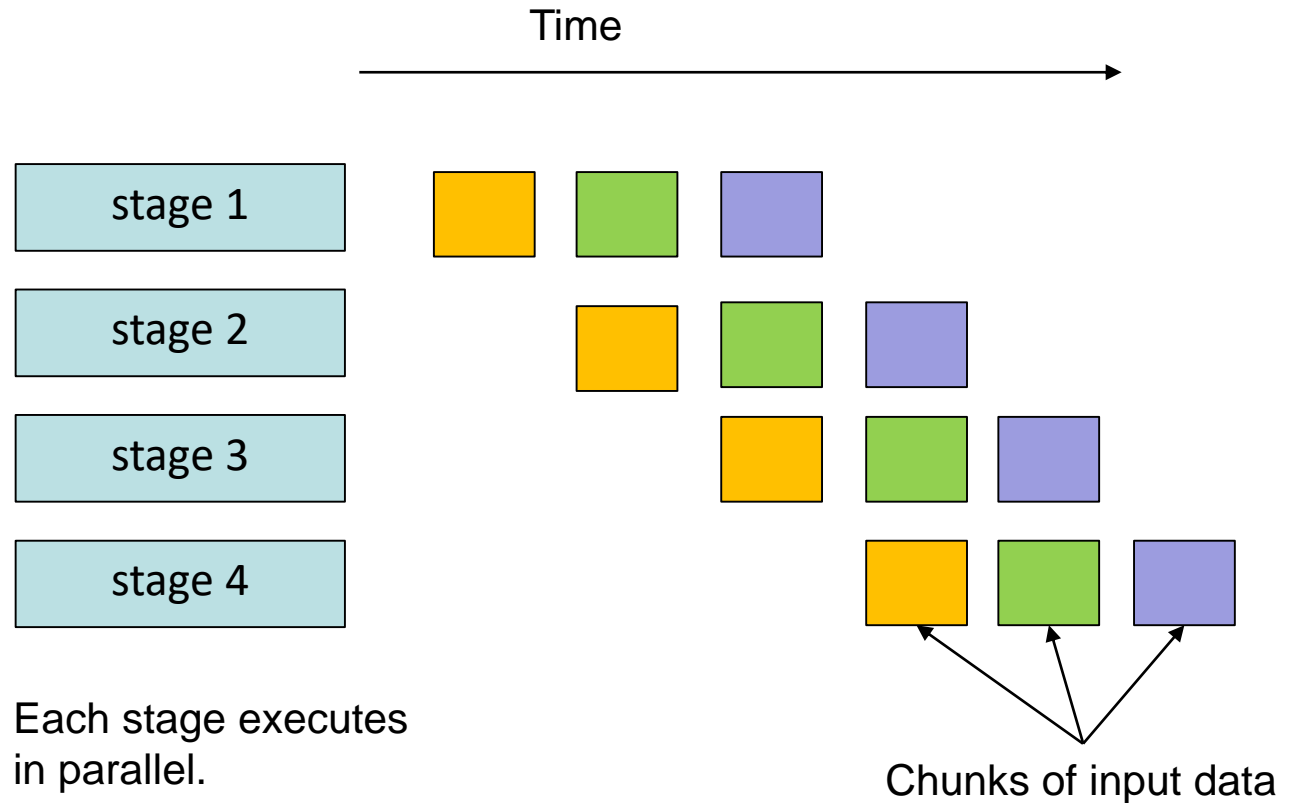 Time
stage 1
stage 2
stage 3
stage 4
Each stage executes
in parallel.
Chunks of input data